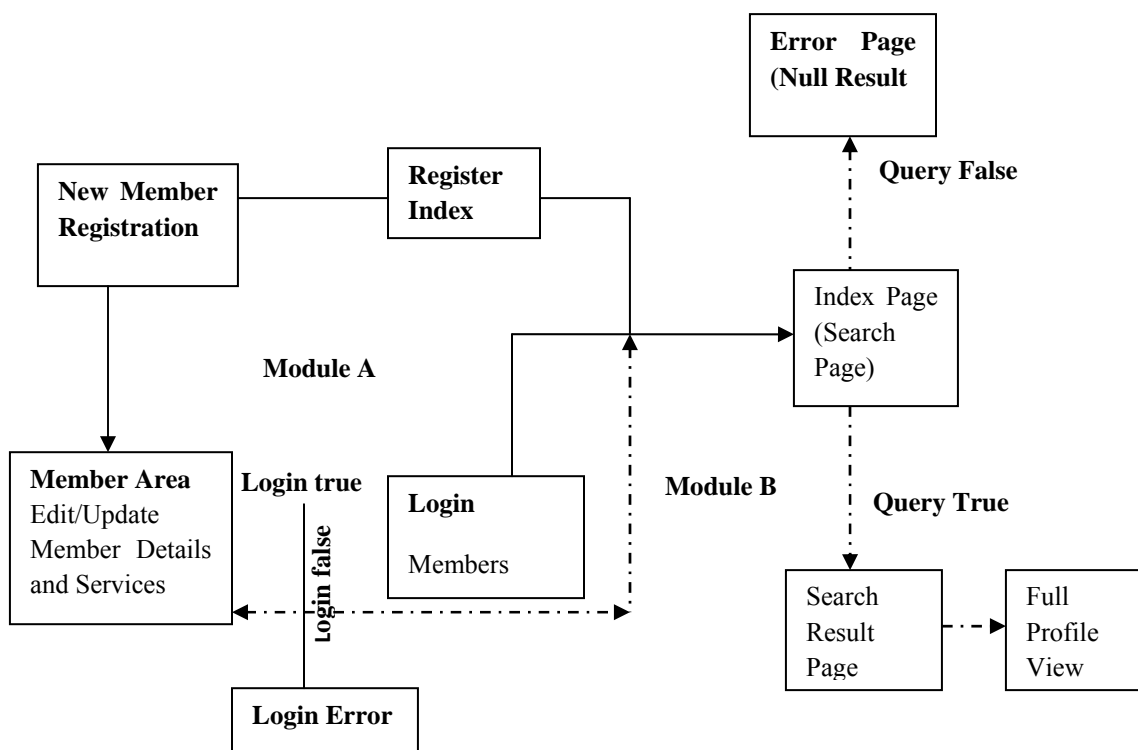 Error Page
(Null Result
Query False
New Member
Registration
Register
Index
Index Page
(Search
Page)
Module A
Member Area
Edit/Update
Member Details
and Services
Login true
Login false
Login
Members
Module B
Query True
Search
Result
Page
Full
Profile
View
Login Error